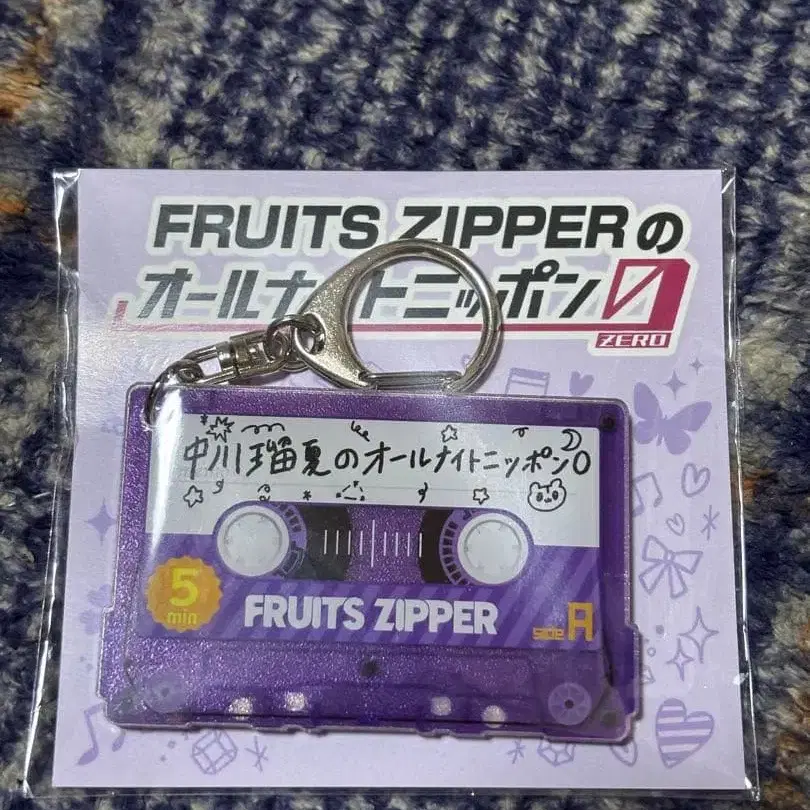 FRUITS ZIPPERの
オールナイトニッポン0
ZERO
中川瑠夏のオールナイトニッポン0
5
min
FRUITS ZIPPER
SIDE A